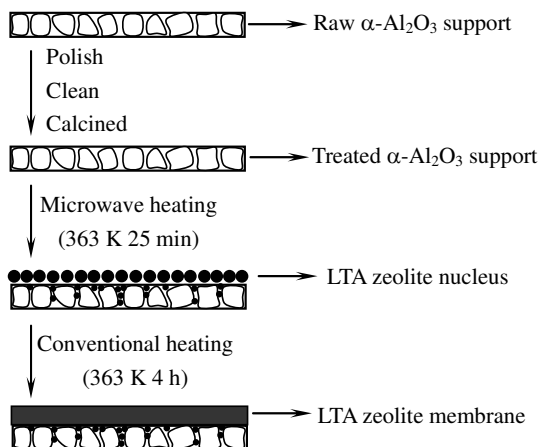 Raw α-Al₂O₃ support
Polish
Clean
Calcined
Treated α-Al₂O₃ support
Microwave heating
(363 K 25 min)
LTA zeolite nucleus
Conventional heating
(363 K 4 h)
LTA zeolite membrane